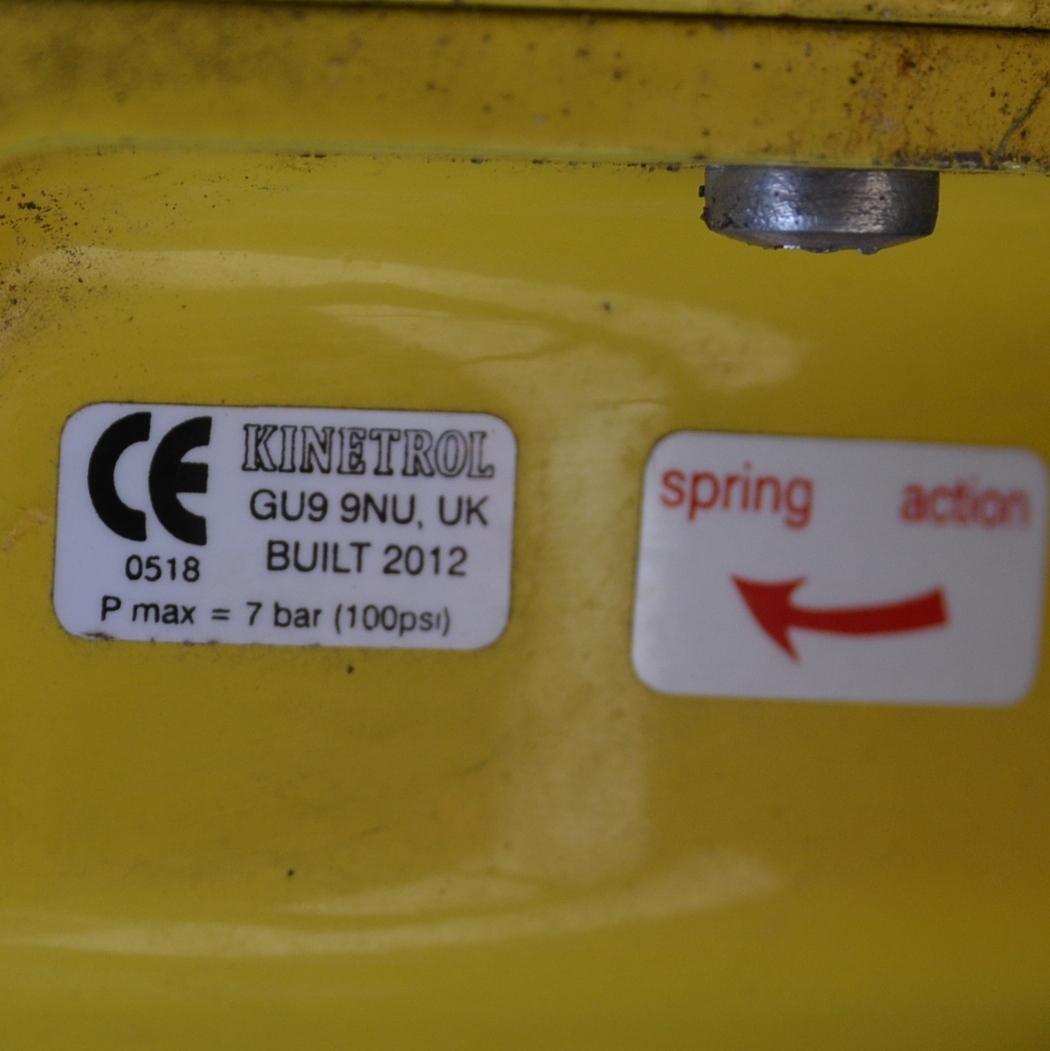 CE KINETROL
GU9 9NU, UK
0518 BUILT 2012
P max = 7 bar (100psi)
spring action